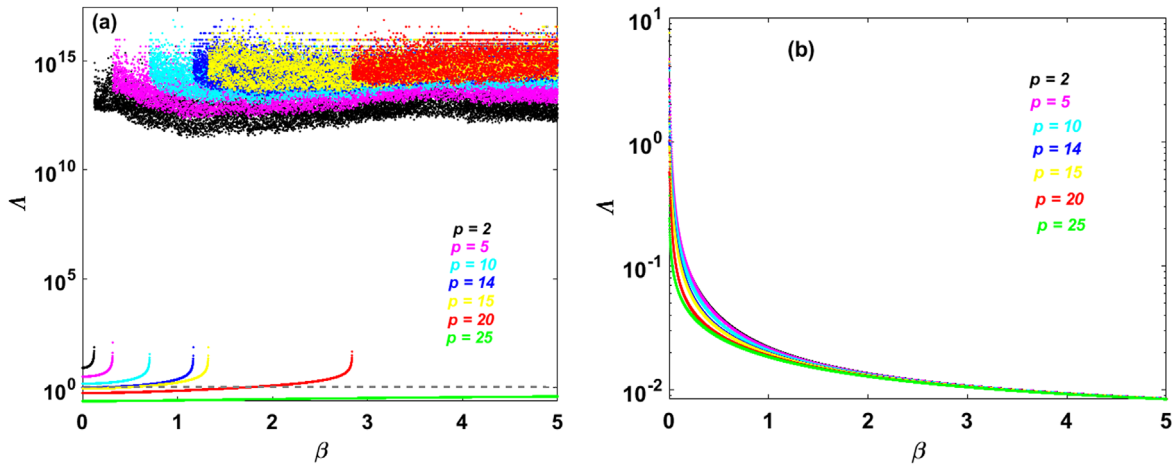 (a)
10^15
10^10
10^5
10^0
Λ
p = 2
p = 5
p = 10
p = 14
p = 15
p = 20
p = 25
0 1 2 3 4 5
β
(b)
10^1
10^0
10^-1
10^-2
Λ
p = 2
p = 5
p = 10
p = 14
p = 15
p = 20
p = 25
0 1 2 3 4 5
β